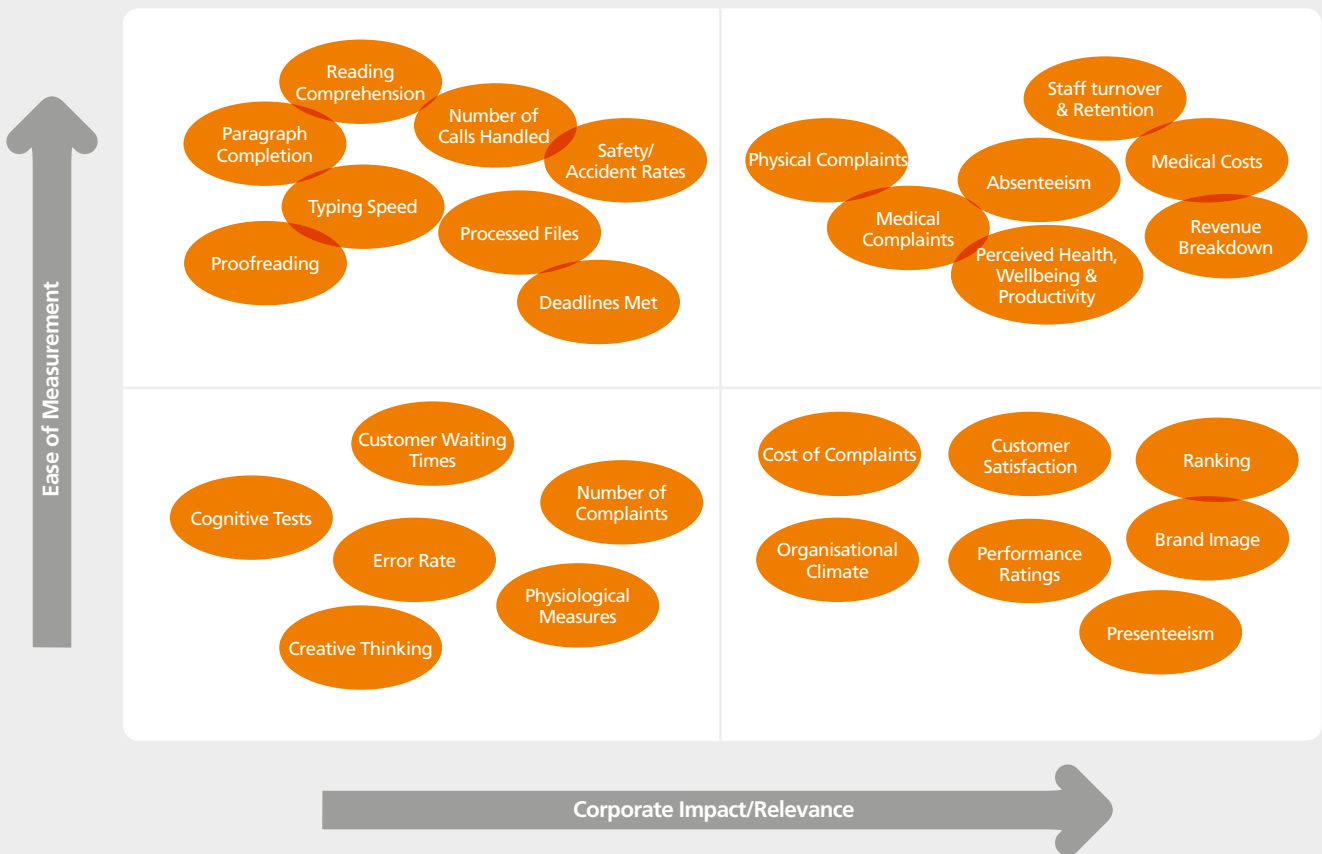 Ease of Measurement
Reading
Comprehension
Number of
Calls Handled
Paragraph
Completion
Safety/
Accident Rates
Typing Speed
Processed Files
Proofreading
Deadlines Met
Staff turnover
& Retention
Physical Complaints
Medical Costs
Absenteeism
Medical
Complaints
Revenue
Breakdown
Perceived Health,
Wellbeing &
Productivity
Customer Waiting
Times
Number of
Complaints
Cognitive Tests
Error Rate
Physiological
Measures
Creative Thinking
Cost of Complaints
Customer
Satisfaction
Ranking
Organisational
Climate
Performance
Ratings
Brand Image
Presenteeism
Corporate Impact/Relevance